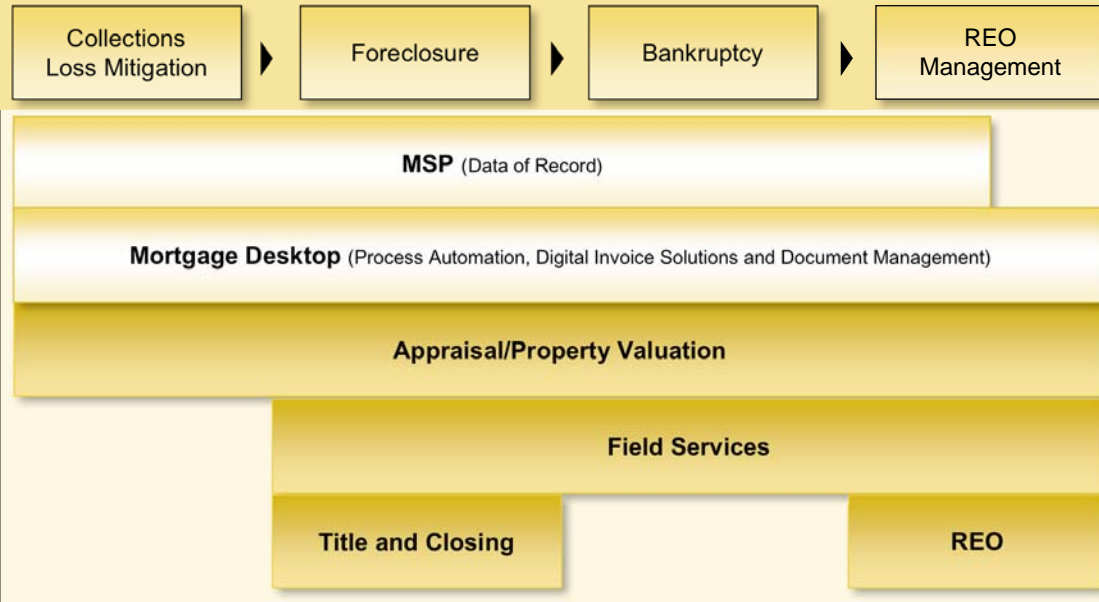 Collections
Loss Mitigation
Foreclosure
Bankruptcy
REO
Management
MSP (Data of Record)
Mortgage Desktop (Process Automation, Digital Invoice Solutions and Document Management)
Appraisal/Property Valuation
Field Services
Title and Closing
REO